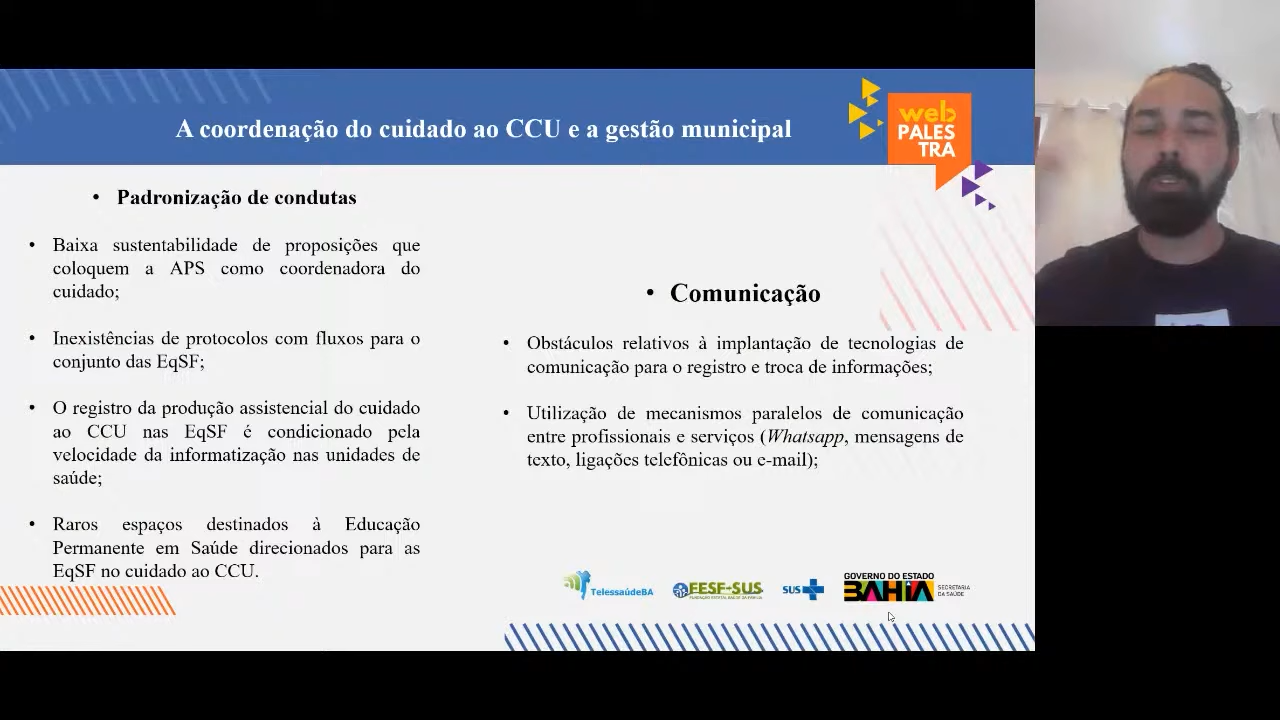 A coordenação do cuidado ao CCU e a gestão municipal
web
PALES
TRA
• Padronização de condutas
• Baixa sustentabilidade de proposições que
coloquem a APS como coordenadora do
cuidado;
• Inexistências de protocolos com fluxos para o
conjunto das EqSF;
• O registro da produção assistencial do cuidado
ao CCU nas EqSF é condicionado pela
velocidade da informatização nas unidades de
saúde;
• Raros espaços destinados à Educação
Permanente em Saúde direcionados para as
EqSF no cuidado ao CCU.
• Comunicação
• Obstáculos relativos à implantação de tecnologias de
comunicação para o registro e troca de informações;
• Utilização de mecanismos paralelos de comunicação
entre profissionais e serviços (Whatsapp, mensagens de
texto, ligações telefônicas ou e-mail);
TelessaúdeBA
FESF-SUS
SUS
GOVERNO DO ESTADO
BAHIA
SECRETARIA
DA SAÚDE